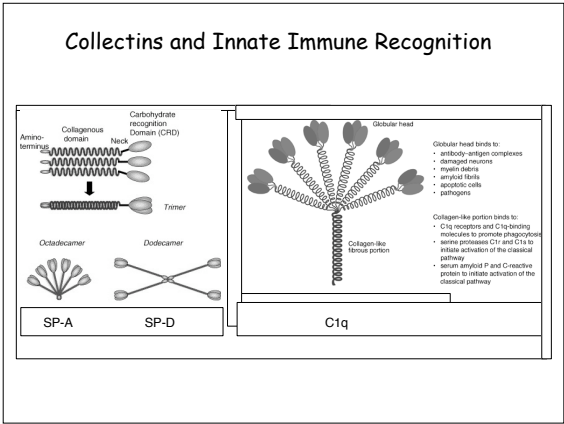 Collectins and Innate Immune Recognition
Amino-
terminus
Collagenous
domain
Neck
Carbohydrate
recognition
Domain (CRD)
Trimer
Octadecamer
Dodecamer
SP-A
SP-D
Globular head
Collagen-like
fibrous portion
Globular head binds to:
• antibody–antigen complexes
• damaged neurons
• myelin debris
• amyloid fibrils
• apoptic cells
• pathogens
Collagen-like portion binds to:
• C1q receptors and C1q-binding
molecules to promote phagocytosis
• serine proteases C1r and C1s to
initiate activation of the classical
pathway
• serum amyloid P and C-reactive
protein to initiate activation of the
classical pathway
C1q